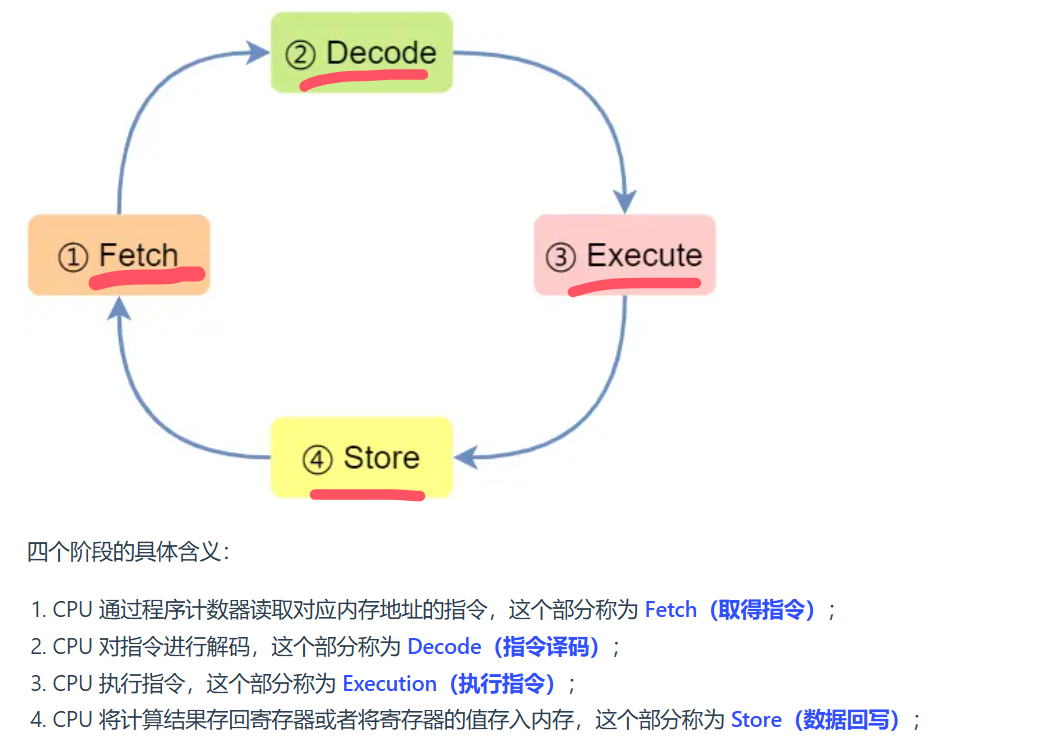 ② Decode
① Fetch
③ Execute
④ Store
四个阶段的具体含义：
1. CPU 通过程序计数器读取对应内存地址的指令，这个部分称为 Fetch（取得指令）；
2. CPU 对指令进行解码，这个部分称为 Decode（指令译码）；
3. CPU 执行指令，这个部分称为 Execution（执行指令）；
4. CPU 将计算结果存回寄存器或者将寄存器的值存入内存，这个部分称为 Store（数据回写）；